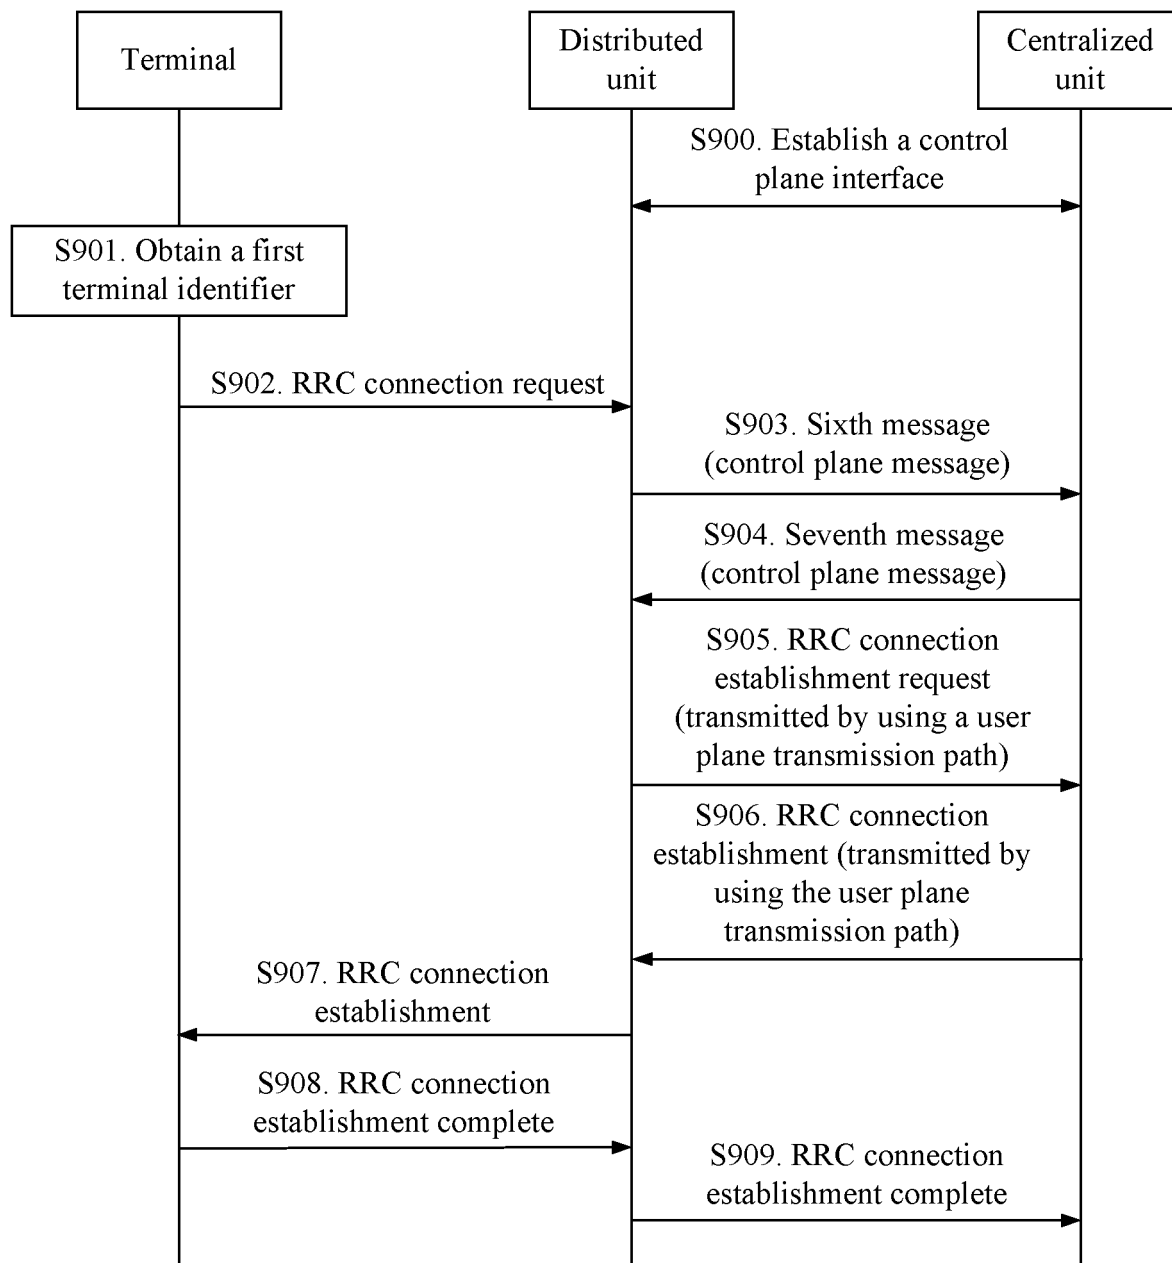 Terminal
Distributed
unit
Centralized
unit
S900. Establish a control
plane interface
S901. Obtain a first
terminal identifier
S902. RRC connection request
S903. Sixth message
(control plane message)
S904. Seventh message
(control plane message)
S905. RRC connection
establishment request
(transmitted by using a user
plane transmission path)
S906. RRC connection
establishment (transmitted by
using the user plane
transmission path)
S907. RRC connection
establishment
S908. RRC connection
establishment complete
S909. RRC connection
establishment complete